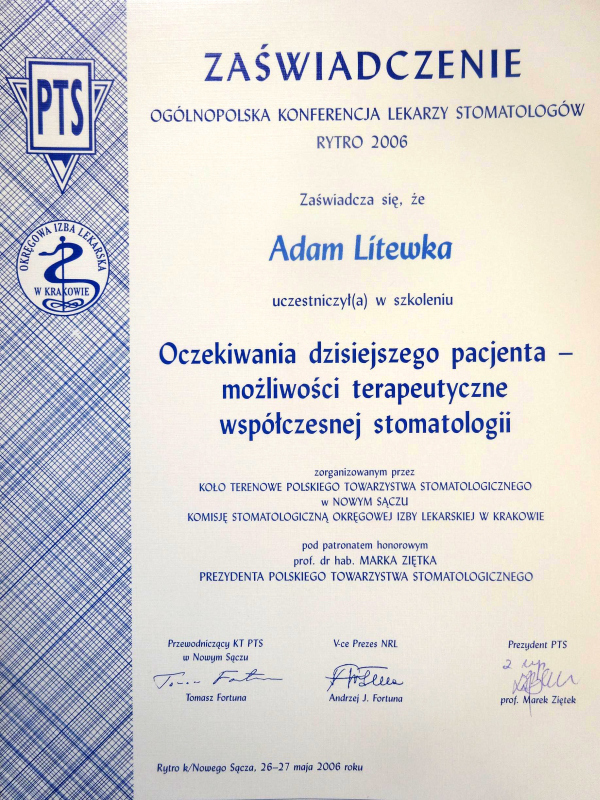 PTS
OKRĘGOWA IZBA LEKARSKA
W KRAKOWIE
ZAŚWIADCZENIE
OGÓLNOPOLSKA KONFERENCJA LEKARZY STOMATOLOGÓW
RYTRO 2006
Zaświadcza się, że
Adam Litewka
uczestniczył(a) w szkoleniu
Oczekiwania dzisiejszego pacjenta –
możliwości terapeutyczne
współczesnej stomatologii
zorganizowanym przez
KOŁO TERENOWE POLSKIEGO TOWARZYSTWA STOMATOLOGICZNEGO
w NOWYM SĄCZU
KOMISJĘ STOMATOLOGICZNĄ OKRĘGOWEJ IZBY LEKARSKIEJ W KRAKOWIE
pod patronatem honorowym
prof. dr hab. MARKA ZIĘTKA
PREZYDENTA POLSKIEGO TOWARZYSTWA STOMATOLOGICZNEGO
Przewodniczący KT PTS
w Nowym Sączu
Tomasz Fortuna
V-ce Prezes NRL
Andrzej J. Fortuna
Prezydent PTS
prof. Marek Ziętek
Rytro k/Nowego Sącza, 26–27 maja 2006 roku